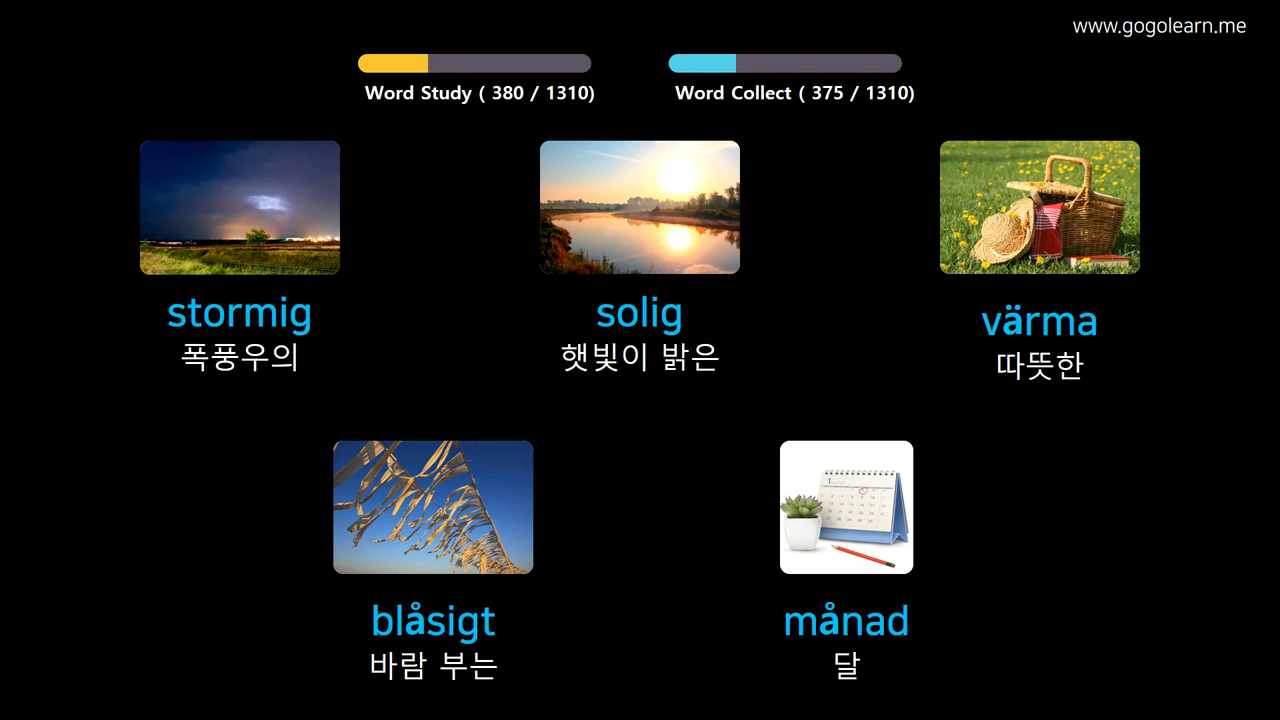 www.gogolearn.me
Word Study ( 380 / 1310)
Word Collect ( 375 / 1310)
stormig
폭풍우의
solig
햇빛이 밝은
värma
따뜻한
blåsigt
바람 부는
månad
달